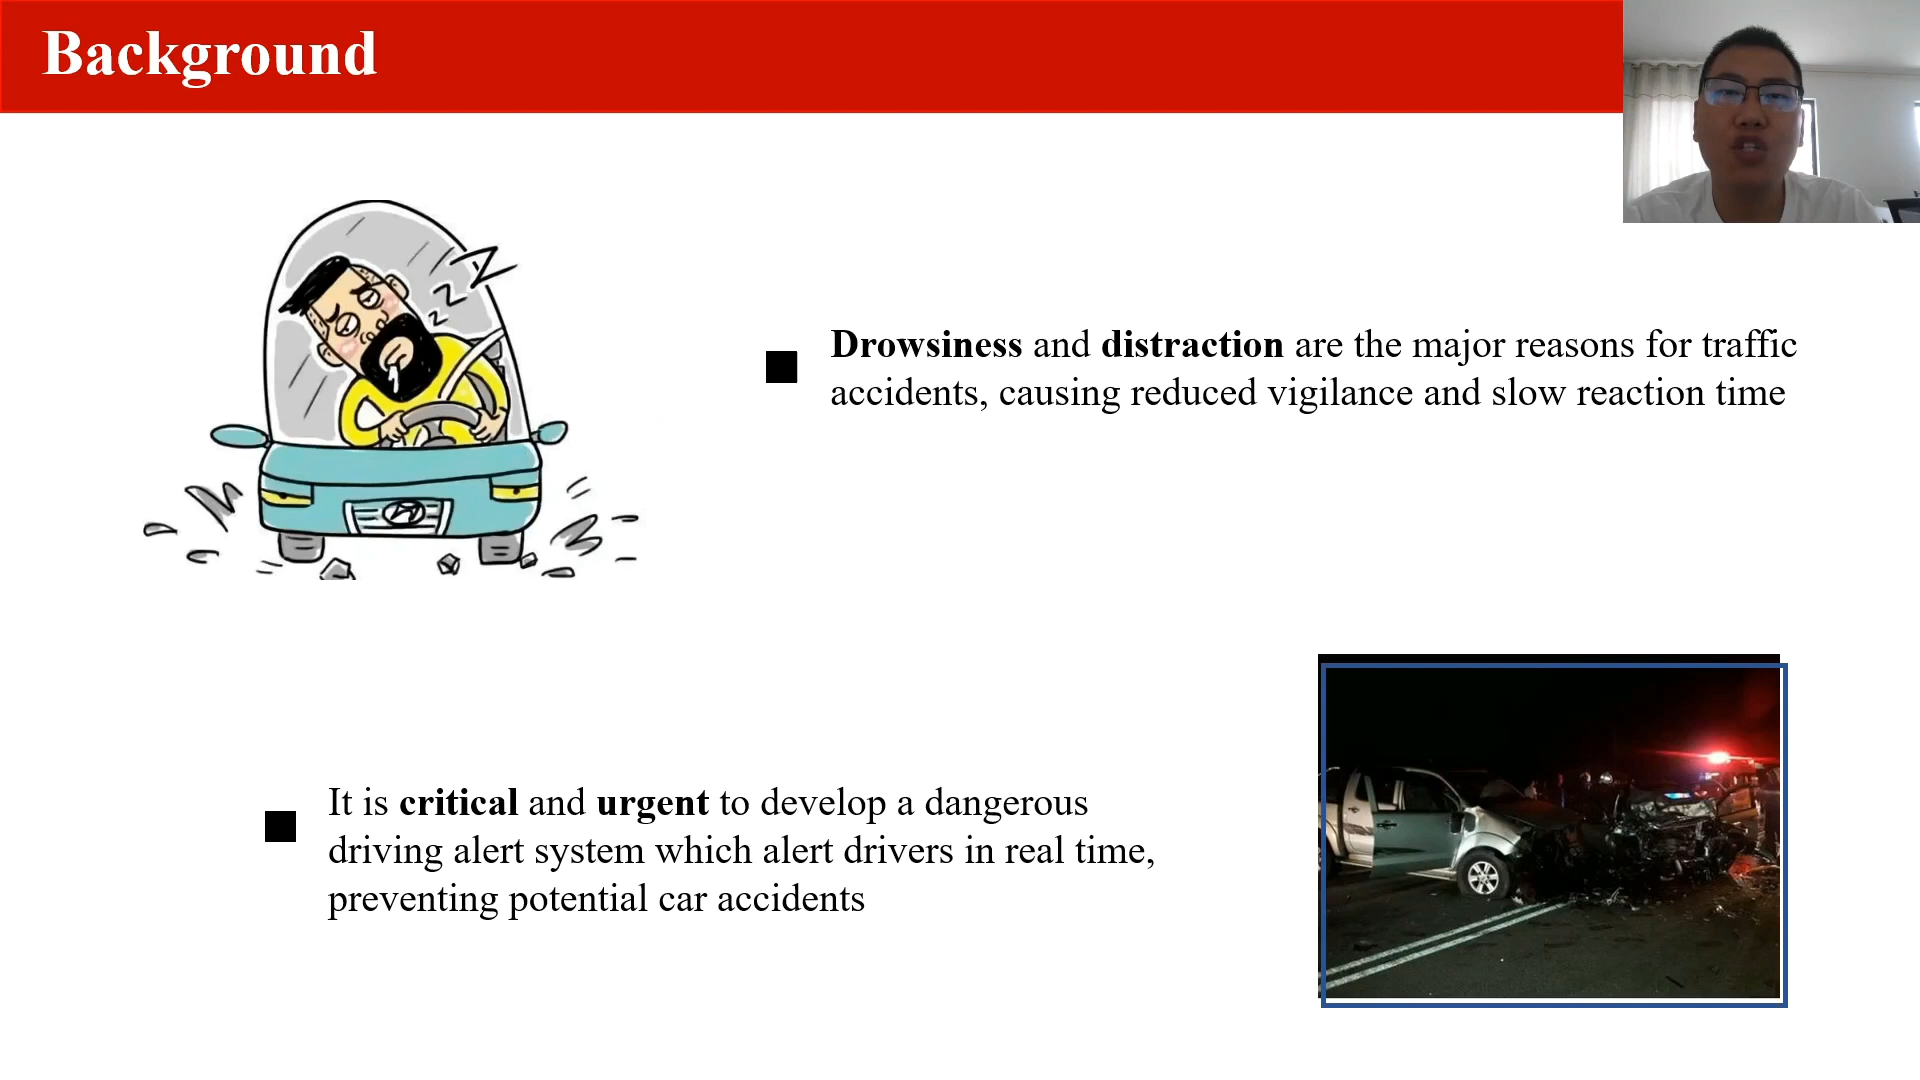 Background
Z
z
z
Drowsiness and distraction are the major reasons for traffic
accidents, causing reduced vigilance and slow reaction time
It is critical and urgent to develop a dangerous
driving alert system which alert drivers in real time,
preventing potential car accidents